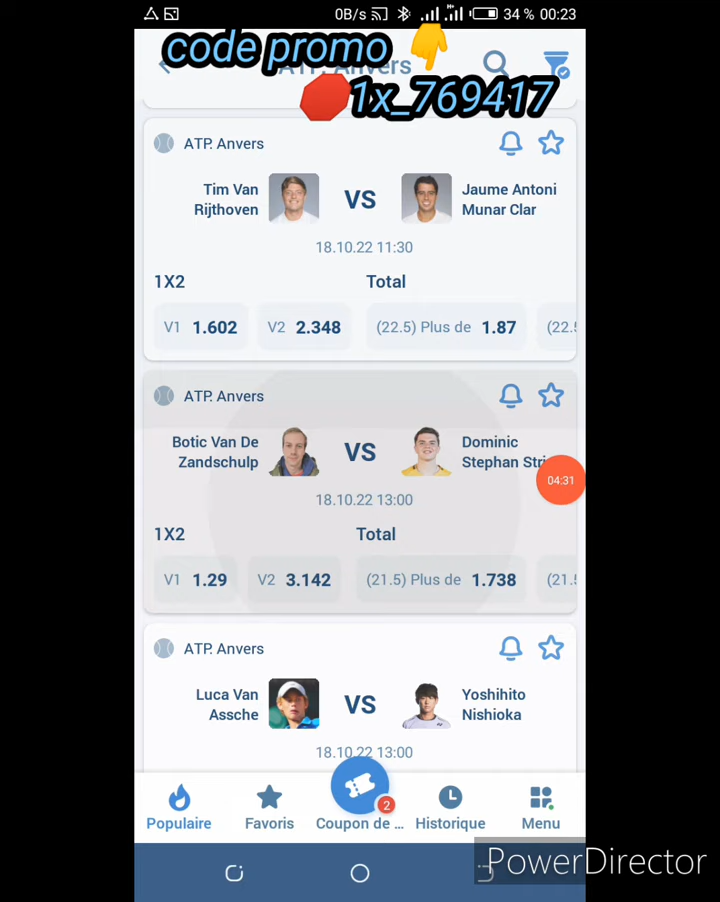 0B/s 34 % 00:23
code promo
ATP. Anvers
1x_769417
ATP. Anvers
Tim Van Rijthoven VS Jaume Antoni Munar Clar
18.10.22 11:30
1X2 Total
V1 1.602 V2 2.348 (22.5) Plus de 1.87 (22.5
ATP. Anvers
Botic Van De Zandschulp VS Dominic Stephan Stri
04:31
18.10.22 13:00
1X2 Total
V1 1.29 V2 3.142 (21.5) Plus de 1.738 (21.5
ATP. Anvers
Luca Van Assche VS Yoshihito Nishioka
18.10.22 13:00
2
Populaire Favoris Coupon de ... Historique Menu
PowerDirector